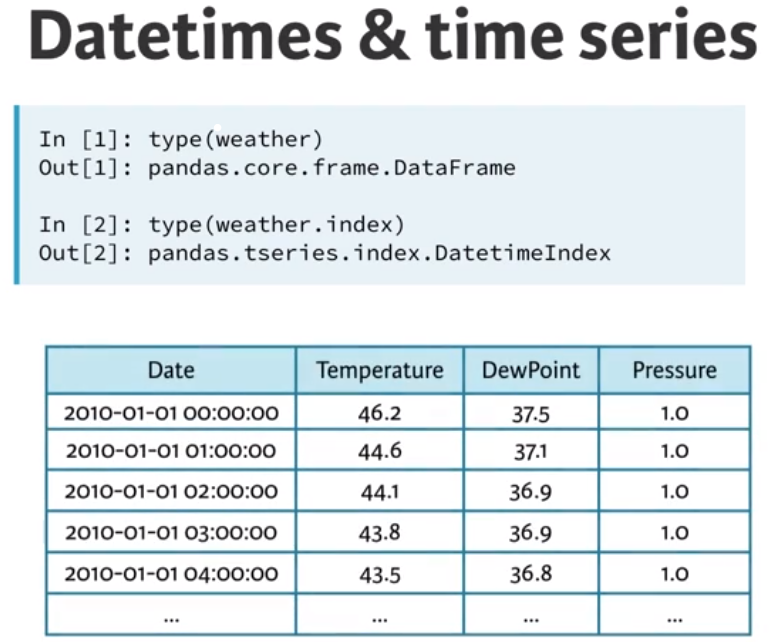 Datetimes & time series
In [1]: type(weather)
Out[1]: pandas.core.frame.DataFrame
In [2]: type(weather.index)
Out[2]: pandas.tseries.index.DatetimeIndex
Date Temperature DewPoint Pressure
2010-01-01 00:00:00 46.2 37.5 1.0
2010-01-01 01:00:00 44.6 37.1 1.0
2010-01-01 02:00:00 44.1 36.9 1.0
2010-01-01 03:00:00 43.8 36.9 1.0
2010-01-01 04:00:00 43.5 36.8 1.0
... ... ... ...